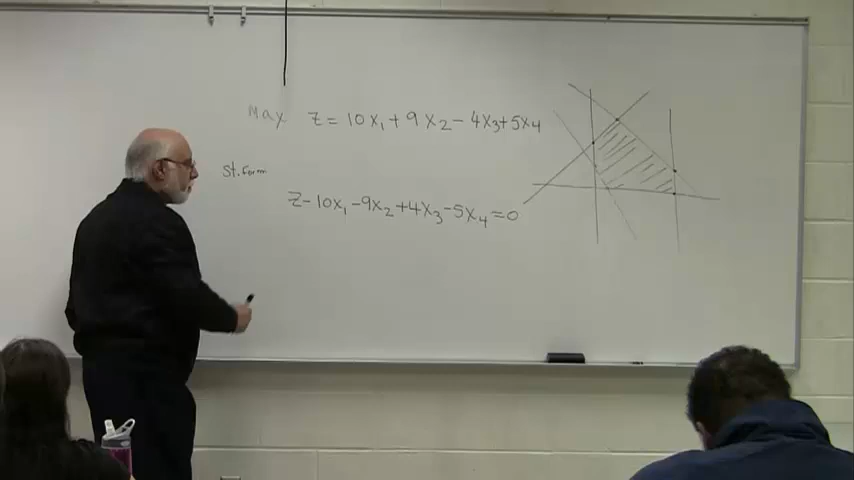 Max Z = 10x₁ + 9x₂ - 4x₃ + 5x₄
St. Form
Z - 10x₁ - 9x₂ + 4x₃ - 5x₄ = 0